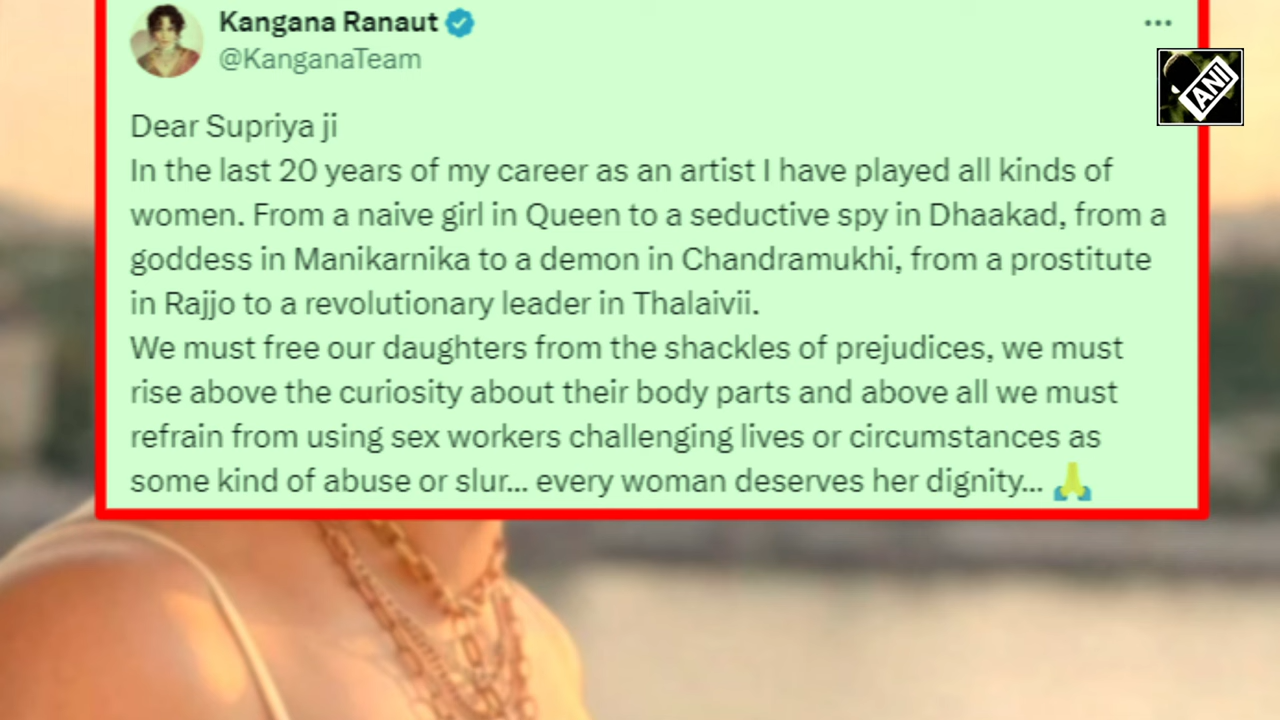 Kangana Ranaut
@KanganaTeam
ANI
Dear Supriya ji
In the last 20 years of my career as an artist I have played all kinds of
women. From a naive girl in Queen to a seductive spy in Dhaakad, from a
goddess in Manikarnika to a demon in Chandramukhi, from a prostitute
in Rajjo to a revolutionary leader in Thalaivii.
We must free our daughters from the shackles of prejudices, we must
rise above the curiosity about their body parts and above all we must
refrain from using sex workers challenging lives or circumstances as
some kind of abuse or slur... every woman deserves her dignity... 🙏